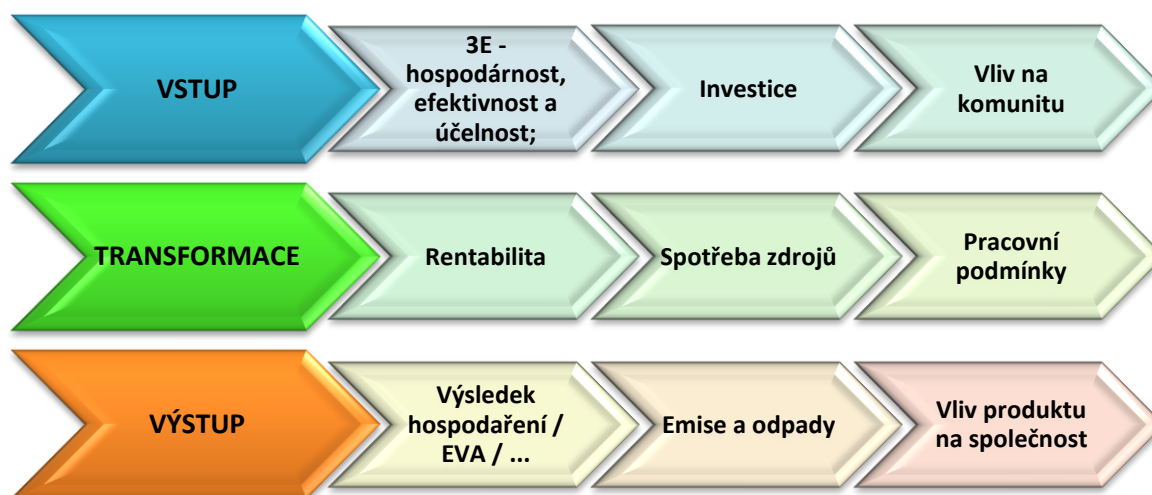 VSTUP
3E -
hospodárnost,
efektivnost a
účelnost;
Investice
Vliv na
komunitu
TRANSFORMACE
Rentabilita
Spotřeba zdrojů
Pracovní
podmínky
VÝSTUP
Výsledek
hospodaření /
EVA / ...
Emise a odpady
Vliv produktu
na společnost